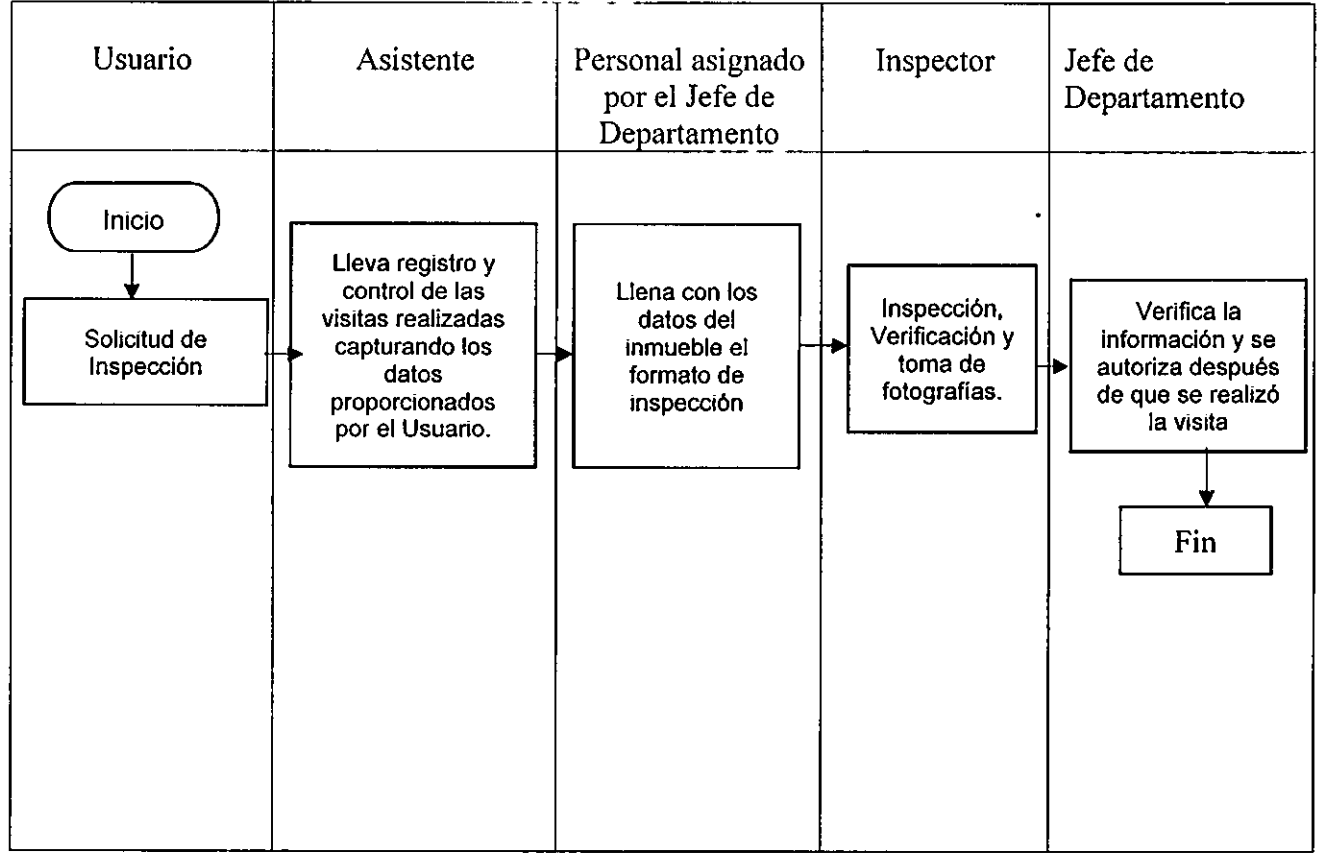 Usuario
Asistente
Personal asignado
por el Jefe de
Departamento
Inspector
Jefe de
Departamento
Inicio
Solicitud de
Inspección
Lleva registro y
control de las
visitas realizadas
capturando los
datos
proporcionados
por el Usuario.
Llena con los
datos del
inmueble el
formato de
inspección
Inspección,
Verificación y
toma de
fotografías.
Verifica la
información y se
autoriza después
de que se realizó
la visita
Fin